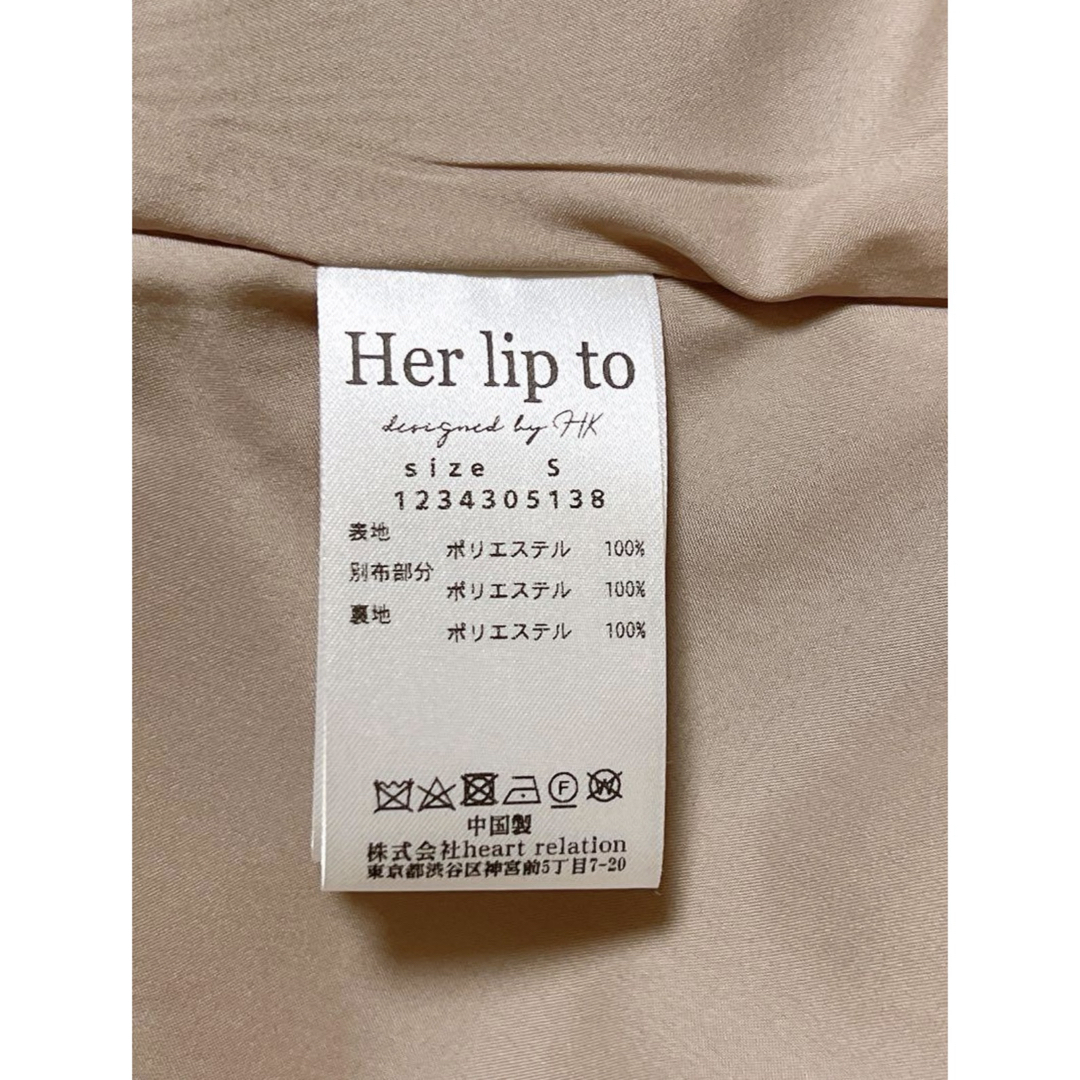 Her lip to
designed by HK
size S
1234305138
表地
ポリエステル 100%
別布部分
ポリエステル 100%
裏地
ポリエステル 100%
F W
中国製
株式会社heart relation
東京都渋谷区神宮前5丁目7-20